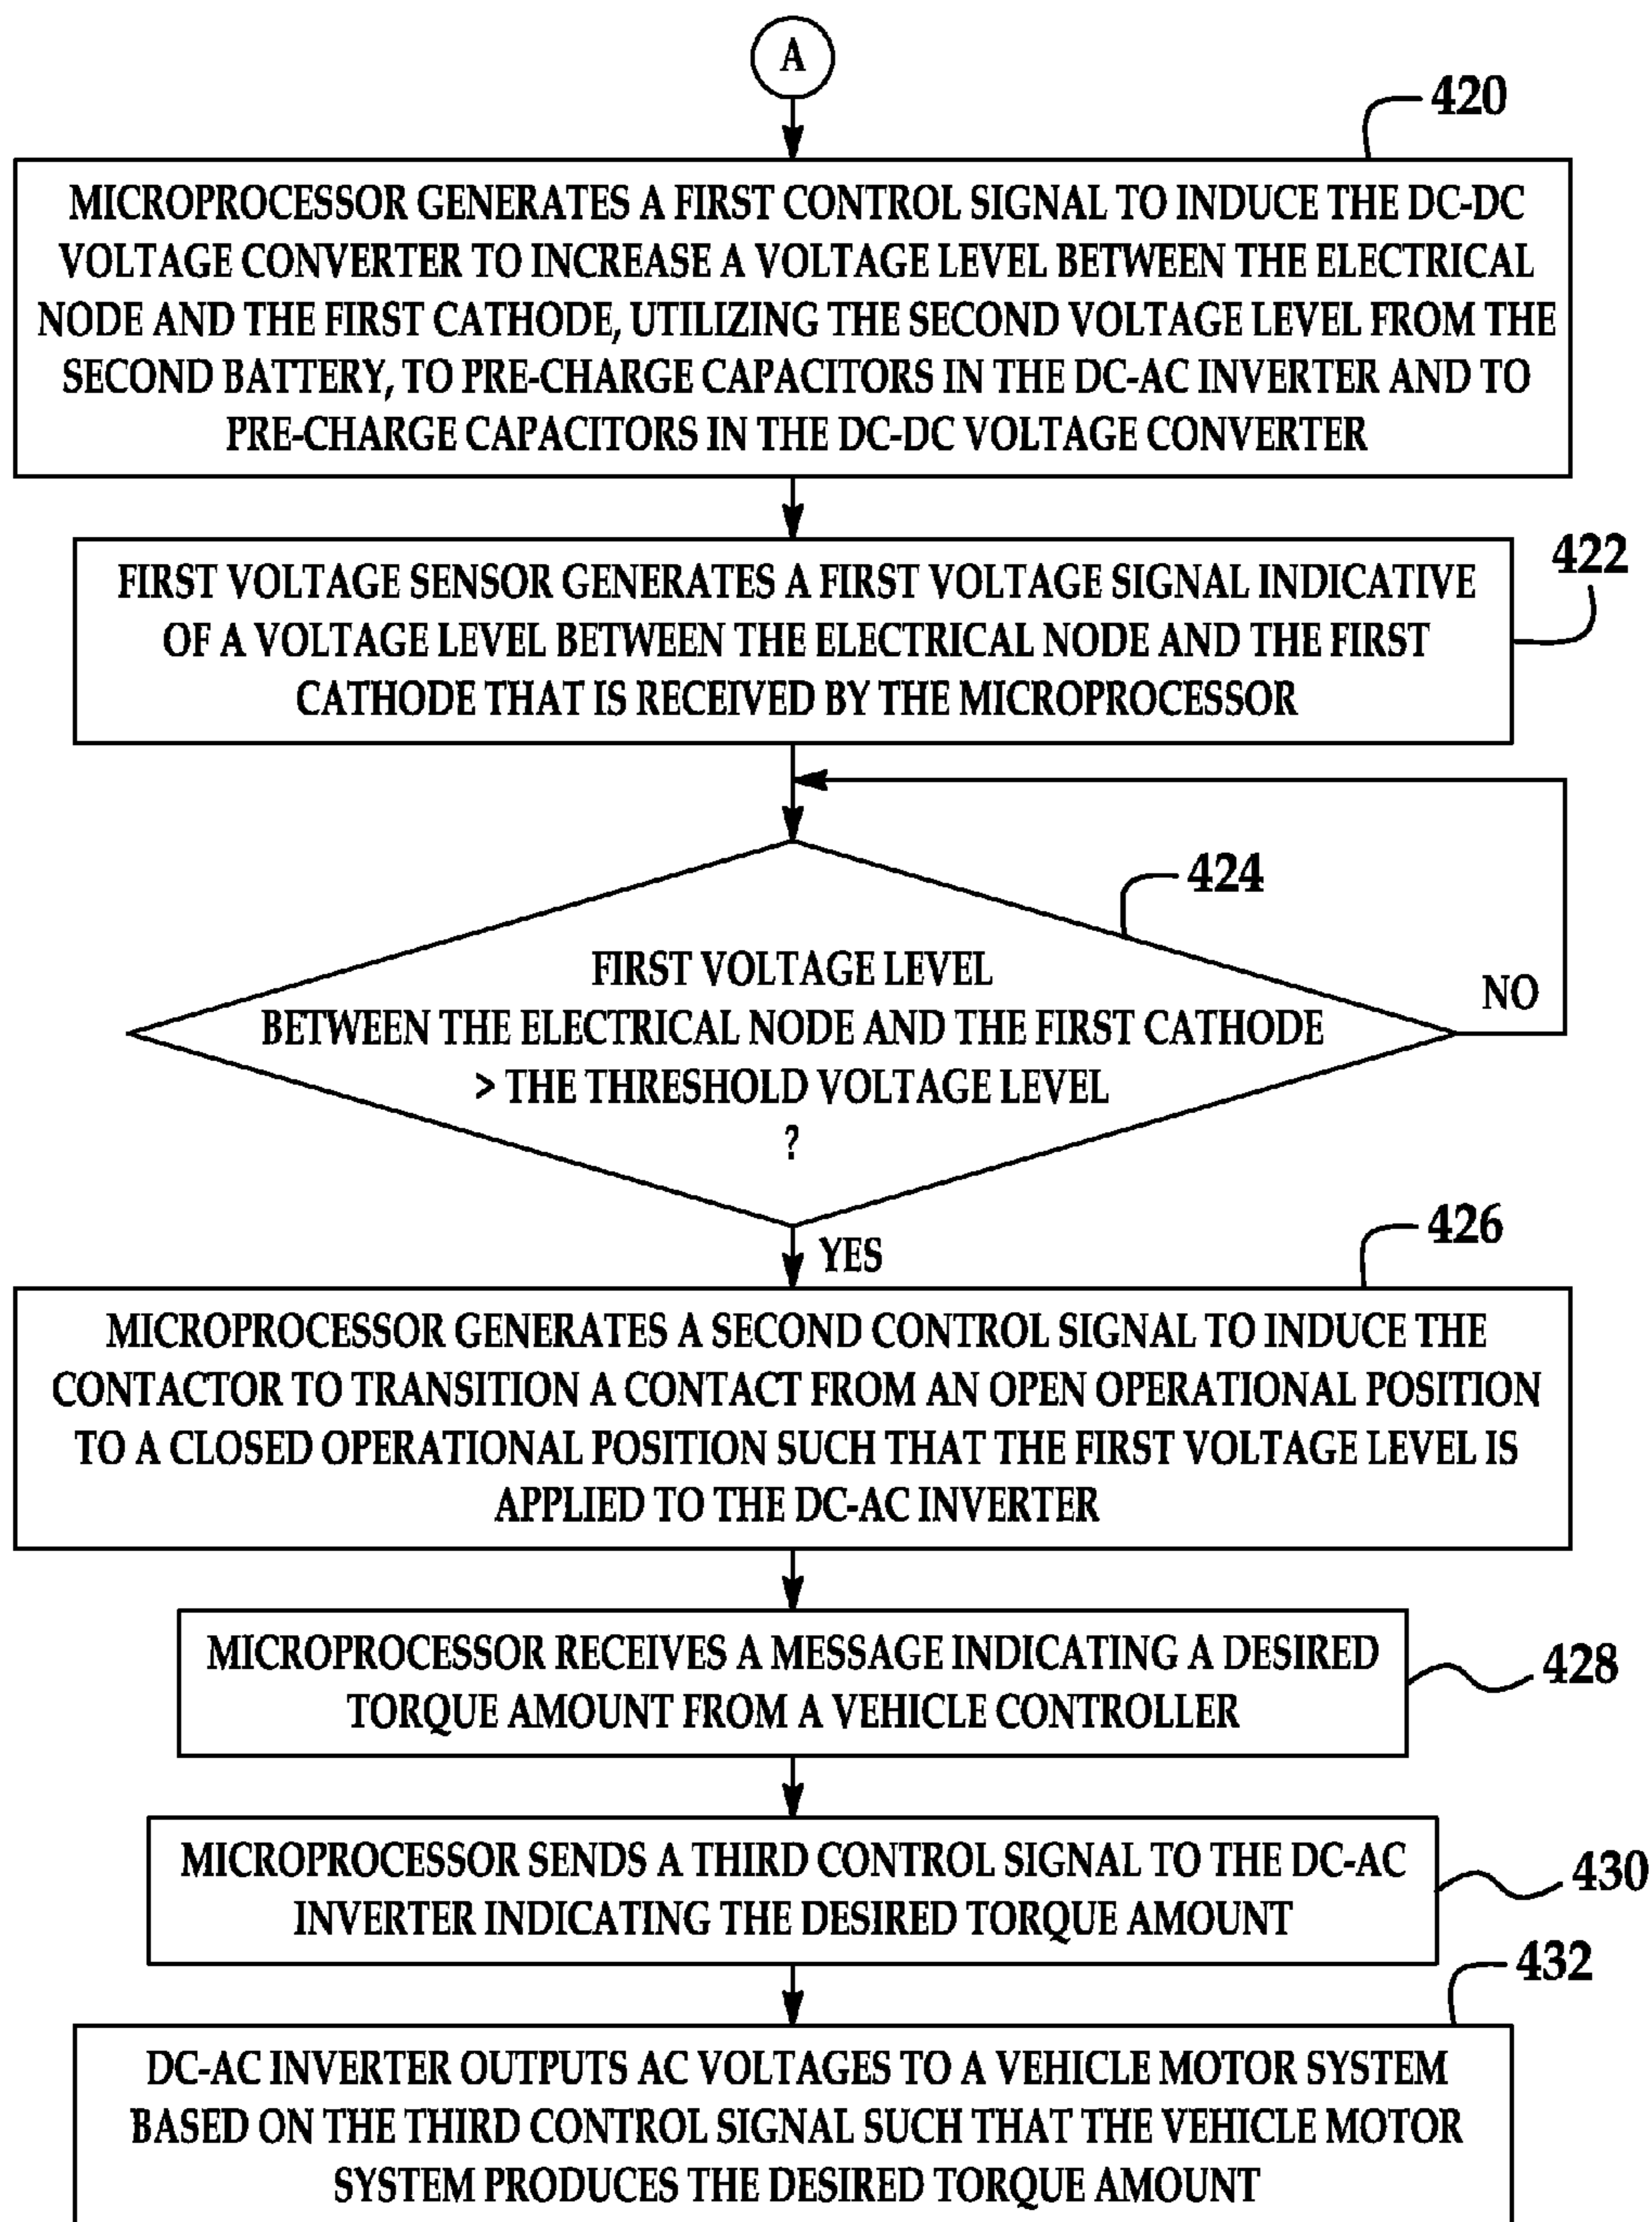 A
420
MICROPROCESSOR GENERATES A FIRST CONTROL SIGNAL TO INDUCE THE DC-DC
VOLTAGE CONVERTER TO INCREASE A VOLTAGE LEVEL BETWEEN THE ELECTRICAL
NODE AND THE FIRST CATHODE, UTILIZING THE SECOND VOLTAGE LEVEL FROM THE
SECOND BATTERY, TO PRE-CHARGE CAPACITORS IN THE DC-AC INVERTER AND TO
PRE-CHARGE CAPACITORS IN THE DC-DC VOLTAGE CONVERTER
422
FIRST VOLTAGE SENSOR GENERATES A FIRST VOLTAGE SIGNAL INDICATIVE
OF A VOLTAGE LEVEL BETWEEN THE ELECTRICAL NODE AND THE FIRST
CATHODE THAT IS RECEIVED BY THE MICROPROCESSOR
424
FIRST VOLTAGE LEVEL
BETWEEN THE ELECTRICAL NODE AND THE FIRST CATHODE
> THE THRESHOLD VOLTAGE LEVEL
?
NO
YES
426
MICROPROCESSOR GENERATES A SECOND CONTROL SIGNAL TO INDUCE THE
CONTACTOR TO TRANSITION A CONTACT FROM AN OPEN OPERATIONAL POSITION
TO A CLOSED OPERATIONAL POSITION SUCH THAT THE FIRST VOLTAGE LEVEL IS
APPLIED TO THE DC-AC INVERTER
MICROPROCESSOR RECEIVES A MESSAGE INDICATING A DESIRED
TORQUE AMOUNT FROM A VEHICLE CONTROLLER
428
MICROPROCESSOR SENDS A THIRD CONTROL SIGNAL TO THE DC-AC
INVERTER INDICATING THE DESIRED TORQUE AMOUNT
430
432
DC-AC INVERTER OUTPUTS AC VOLTAGES TO A VEHICLE MOTOR SYSTEM
BASED ON THE THIRD CONTROL SIGNAL SUCH THAT THE VEHICLE MOTOR
SYSTEM PRODUCES THE DESIRED TORQUE AMOUNT